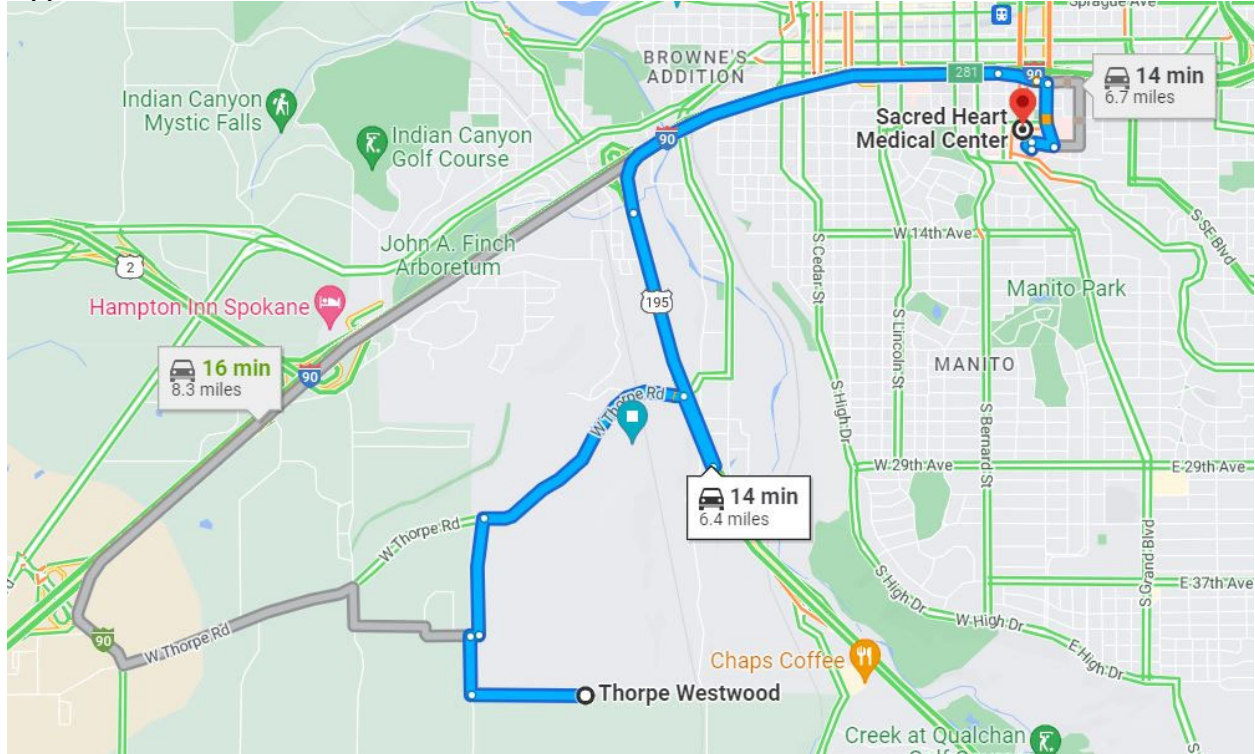 Sprague Ave
BROWNE'S
ADDITION
281
90
14 min
6.7 miles
Indian Canyon
Mystic Falls
Indian Canyon
Golf Course
90
Sacred Heart
Medical Center
S SE Blvd
John A. Finch
Arboretum
2
S Cedar St
W 14th Ave
Hampton Inn Spokane
195
S Lincoln St
Manito Park
16 min
8.3 miles
90
MANITO
W Thorpe Rd
S High Dr
S Bernard St
W 29th Ave
E 29th Ave
14 min
6.4 miles
W Thorpe Rd
S Grand Blvd
S High Dr
E 37th Ave
90
W Thorpe Rd
W High Dr
E High Dr
Chaps Coffee
Thorpe Westwood
Creek at Qualchan